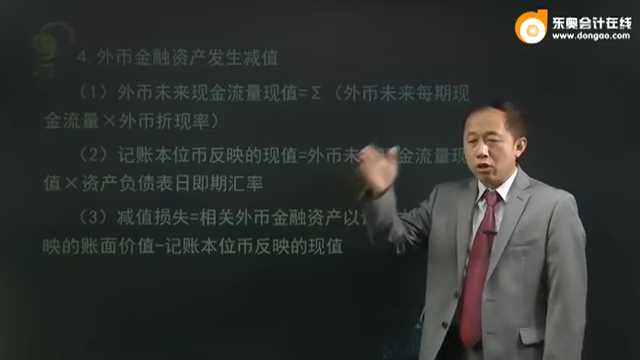 东奥会计在线
www.dongao.com
4. 外币金融资产发生减值
（1）外币未来现金流量现值=Σ（外币未来每期现
金流量×外币折现率）
（2）记账本位币反映的现值=外币未 金流量现
值×资产负债表日即期汇率
（3）减值损失=相关外币金融资产以
映的账面价值-记账本位币反映的现值